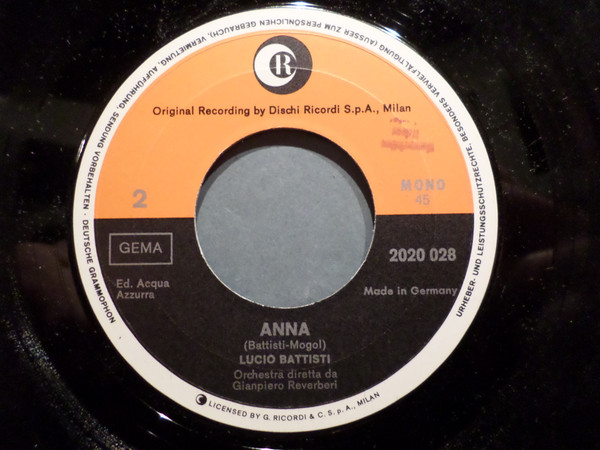 VERMIETUNG, AUFFÜHRUNG, SENDUNG VORBEHALTEN · DEUTSCHE GRAMMOPHON
(AUSSER ZUM PERSÖNLICHEN GEBRAUCH),
URHEBER- UND LEISTUNGSSCHUTZRECHTE, BESONDERS VERVIELFÄLTIGUNG
R
Original Recording by Dischi Ricordi S.p.A., Milan
2
MONO
45
GEMA
2020 028
Ed. Acqua
Azzurra
Made in Germany
ANNA
(Battisti-Mogol)
LUCIO BATTISTI
Orchestra diretta da
Gianpiero Reverberi
LICENSED BY G. RICORDI & C. S. p. A., MILAN